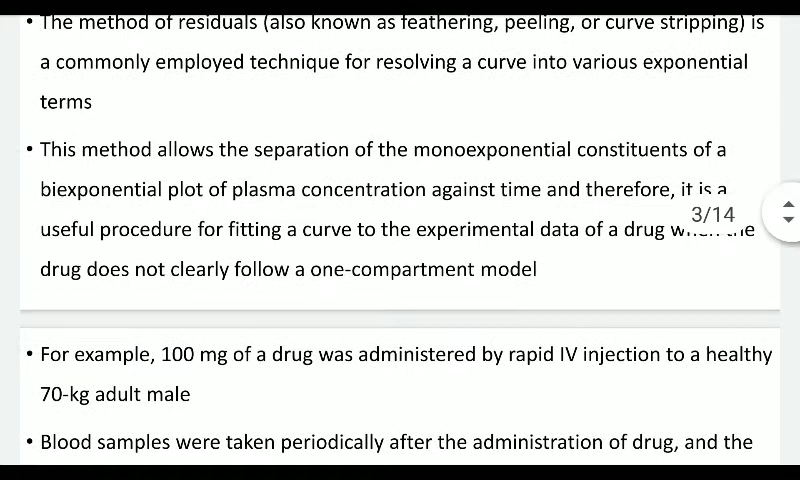 • The method of residuals (also known as feathering, peeling, or curve stripping) is
a commonly employed technique for resolving a curve into various exponential
terms
• This method allows the separation of the monoexponential constituents of a
biexponential plot of plasma concentration against time and therefore, it is a
3/14
useful procedure for fitting a curve to the experimental data of a drug when the
drug does not clearly follow a one-compartment model
• For example, 100 mg of a drug was administered by rapid IV injection to a healthy
70-kg adult male
• Blood samples were taken periodically after the administration of drug, and the